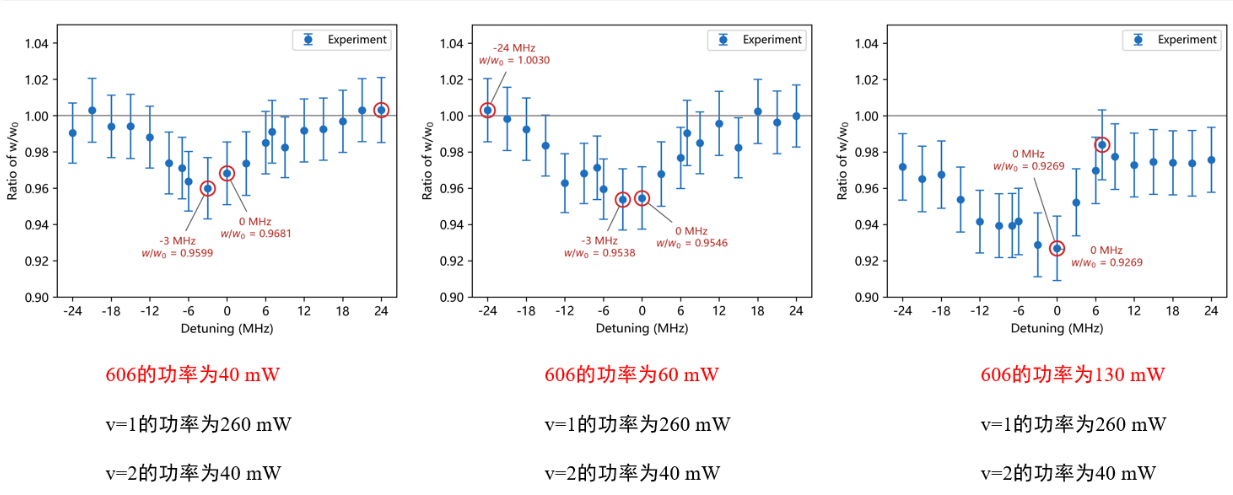 1.04
1.02
1.00
0.98
0.96
0.94
0.92
0.90
Ratio of w/w₀
Experiment
-3 MHz
w/w₀ = 0.9599
0 MHz
w/w₀ = 0.9681
-24 -18 -12 -6 0 6 12 18 24
Detuning (MHz)
606的功率为40 mW
v=1的功率为260 mW
v=2的功率为40 mW
1.04
1.02
1.00
0.98
0.96
0.94
0.92
0.90
Ratio of w/w₀
Experiment
-24 MHz
w/w₀ = 1.0030
-3 MHz
w/w₀ = 0.9538
0 MHz
w/w₀ = 0.9546
-24 -18 -12 -6 0 6 12 18 24
Detuning (MHz)
606的功率为60 mW
v=1的功率为260 mW
v=2的功率为40 mW
1.04
1.02
1.00
0.98
0.96
0.94
0.92
0.90
Ratio of w/w₀
Experiment
0 MHz
w/w₀ = 0.9269
0 MHz
w/w₀ = 0.9269
-24 -18 -12 -6 0 6 12 18 24
Detuning (MHz)
606的功率为130 mW
v=1的功率为260 mW
v=2的功率为40 mW